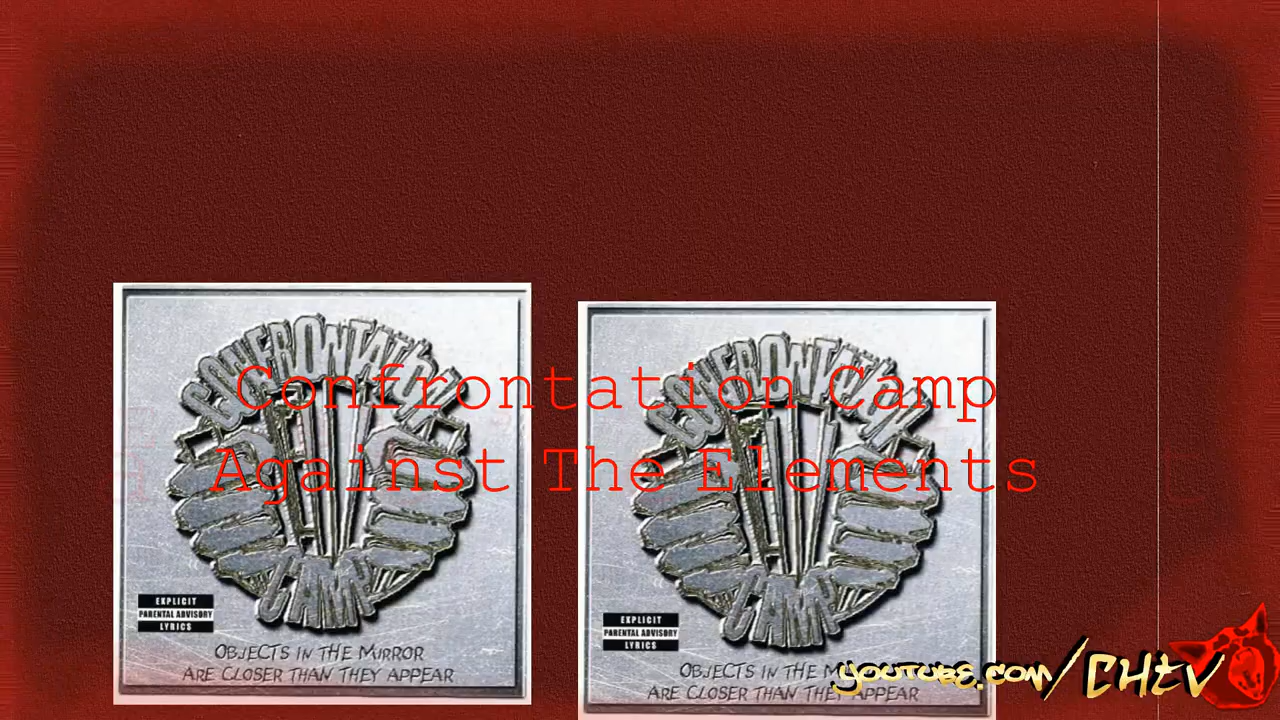 CONFRONTATION
CAMP
EXPLICIT
PARENTAL ADVISORY
LYRICS
OBJECTS IN THE MIRROR
ARE CLOSER THAN THEY APPEAR
CONFRONTATION
CAMP
EXPLICIT
PARENTAL ADVISORY
LYRICS
OBJECTS IN THE
ARE CLOSER THAN THEY APPEAR
Confrontation Camp
Against The Elements
YOUTUBE.COM/CHIV